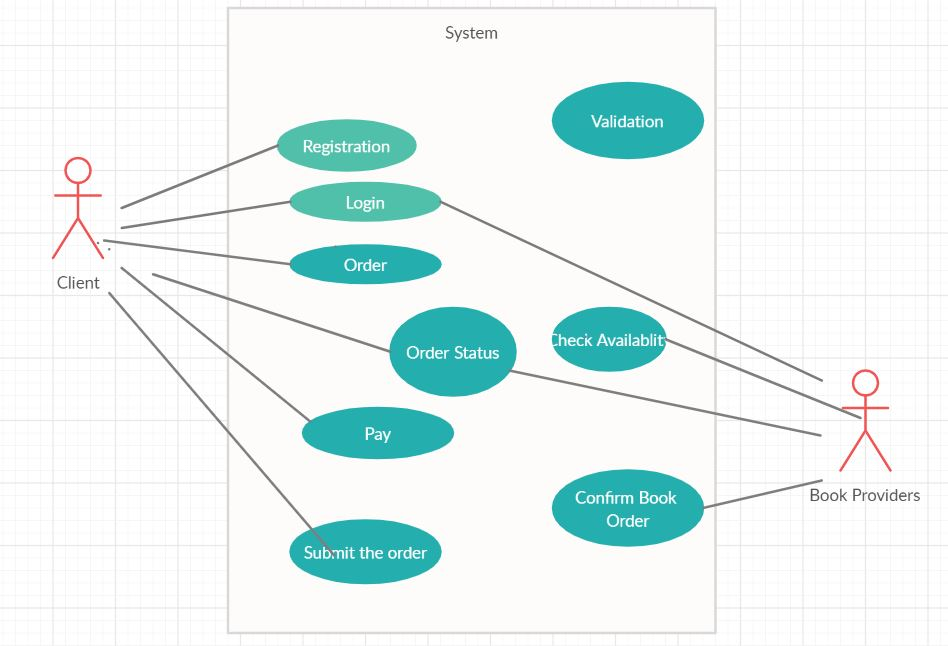 System
Validation
Registration
Login
Order
Client
Check Availablit
Order Status
Pay
Book Providers
Confirm Book
Order
Submit the order